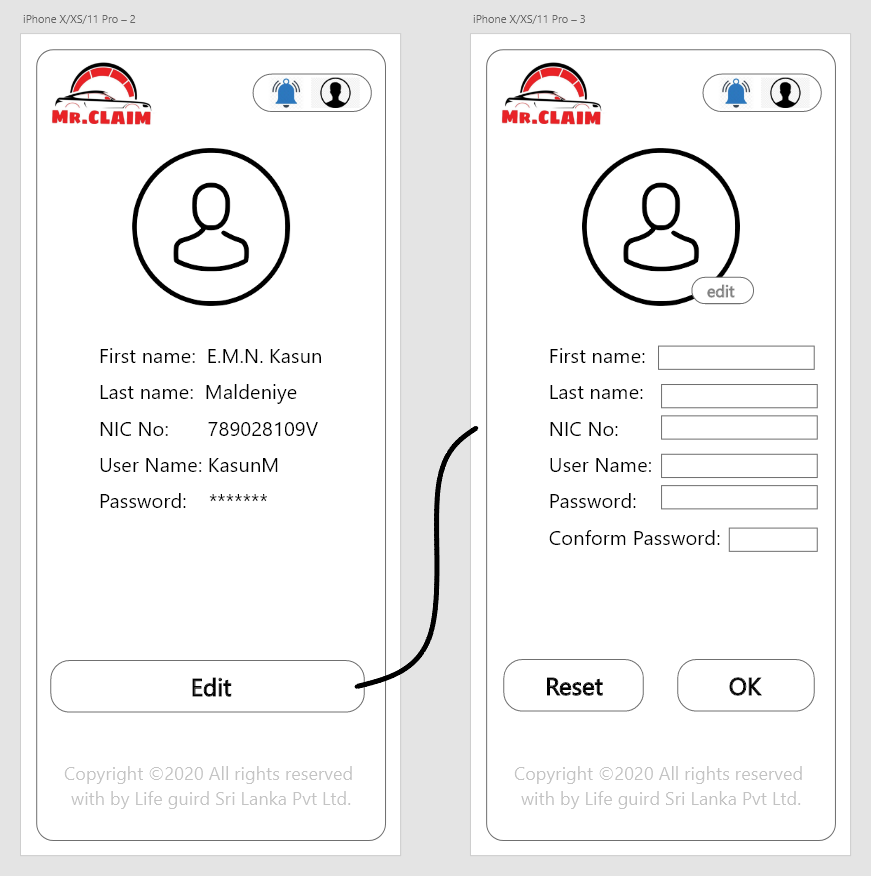 iPhone X/XS/11 Pro – 2
MR.CLAIM
First name: E.M.N. Kasun
Last name: Maldeniye
NIC No: 789028109V
User Name: KasunM
Password: *******
Edit
Copyright ©2020 All rights reserved
with by Life guird Sri Lanka Pvt Ltd.
iPhone X/XS/11 Pro – 3
MR.CLAIM
edit
First name:
Last name:
NIC No:
User Name:
Password:
Conform Password:
Reset
OK
Copyright ©2020 All rights reserved
with by Life guird Sri Lanka Pvt Ltd.